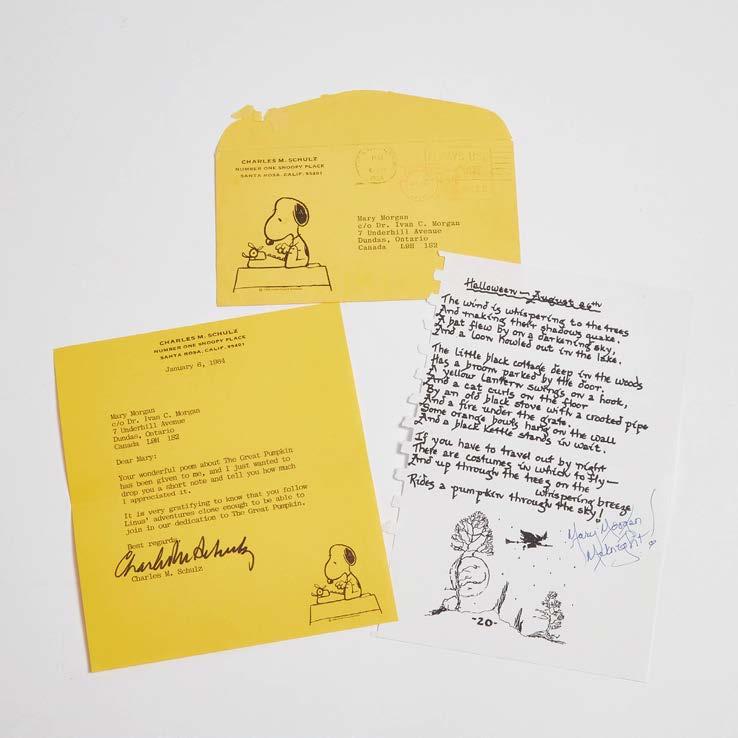 CHARLES M. SCHULZ
NUMBER ONE SNOOPY PLACE
SANTA ROSA, CALIF. 95401
ALWAYS USE
Mary Morgan
c/o Dr. Ivan C. Morgan
7 Underhill Avenue
Dundas, Ontario
Canada L9H 1S2
CHARLES M. SCHULZ
NUMBER ONE SNOOPY PLACE
SANTA ROSA, CALIF. 95401
January 6, 1984
Mary Morgan
c/o Dr. Ivan C. Morgan
7 Underhill Avenue
Dundas, Ontario
Canada L9H 1S2
Dear Mary:
Your wonderful poem about The Great Pumpkin
has been given to me, and I just wanted to
drop you a short note and tell you how much
I appreciated it.
It is very gratifying to know that you follow
Linus' adventures close enough to be able to
join in our dedication to The Great Pumpkin.
Best regards,
Charles M. Schulz
Charles M. Schulz
Halloween — August 26th
The wind is whispering to the trees
And making their shadows quake.
A bat flew by on a darkening sky,
And a loon howled out in the lake.
The little black cottage deep in the woods
Has a broom parked by the door.
A yellow lantern swings on a hook,
And a cat curls on the floor
By an old black stove with a crooked pipe
And a fire under the grate.
Some orange bowls hang on the wall
And a black kettle stands in wait.
If you have to travel out by night
There are costumes in which to fly—
And up through the trees on the
whispering breeze
Rides a pumpkin through the sky!
Mary Morgan
-20-